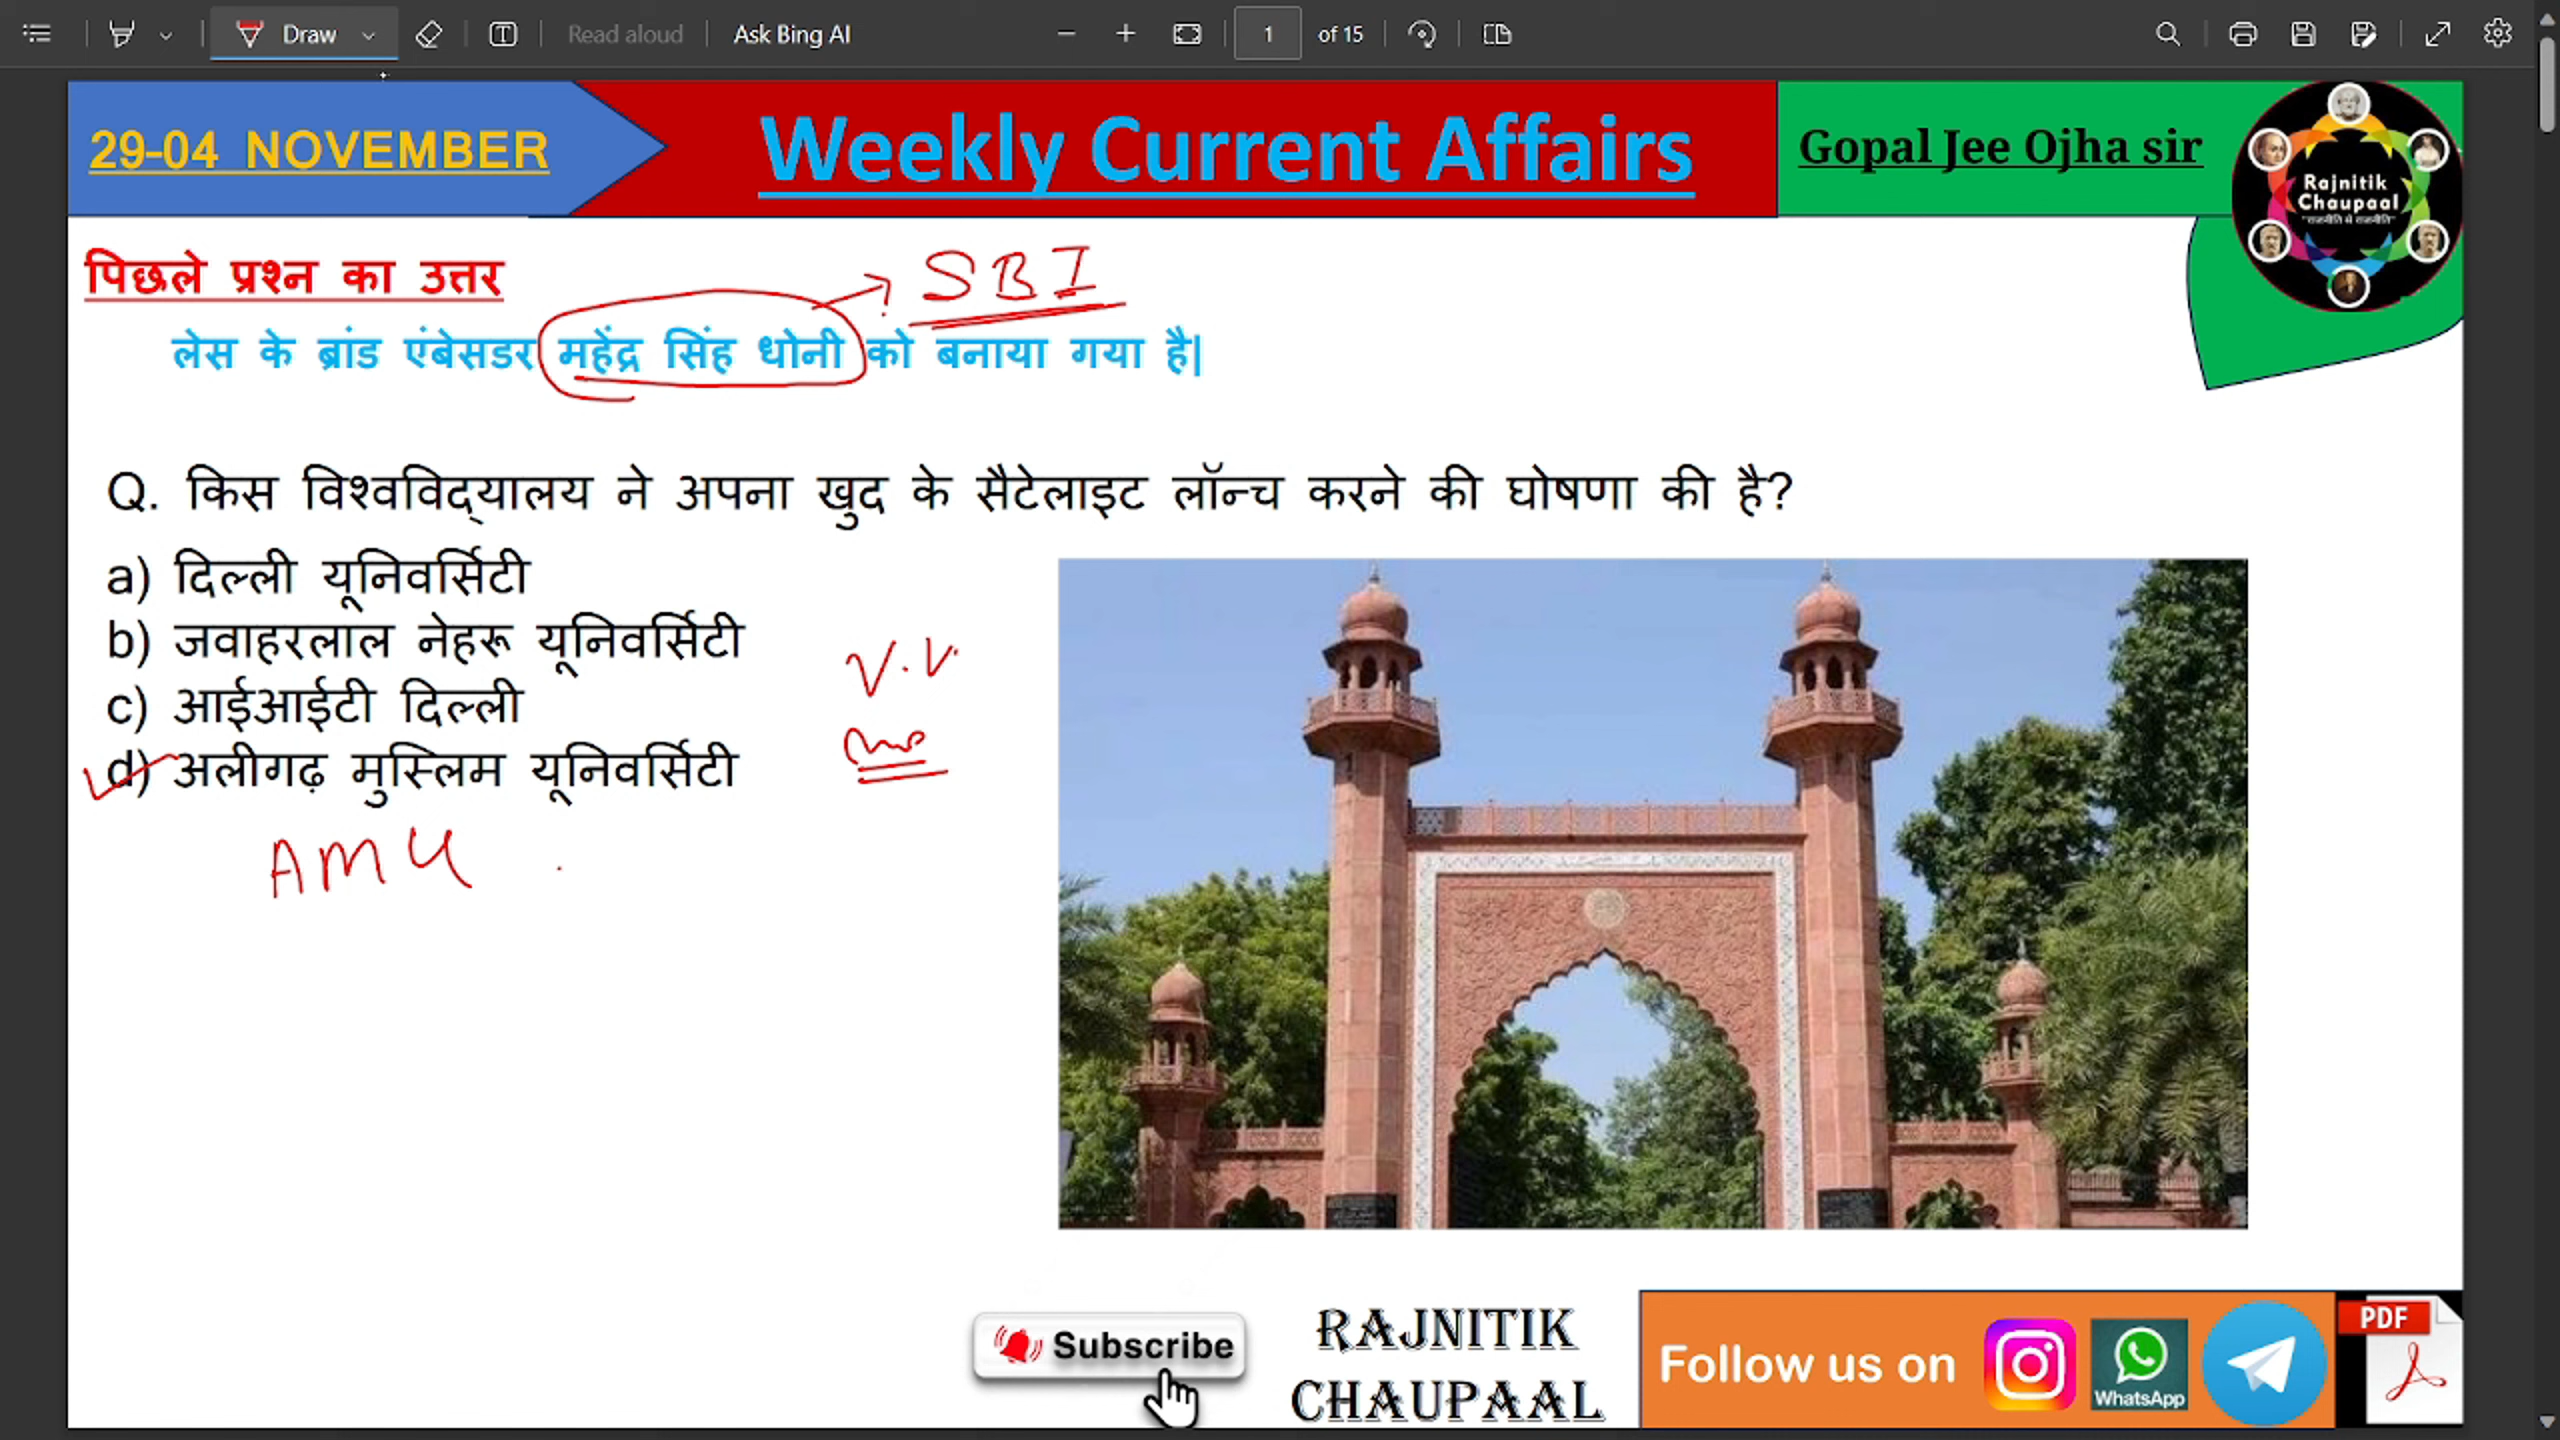 Draw
Read aloud
Ask Bing AI
1 of 15
29-04 NOVEMBER
Weekly Current Affairs
Gopal Jee Ojha sir
Rajnitik
Chaupaal
"राजनीति से राजनीति"
पिछले प्रश्न का उत्तर
SBI
लेस के ब्रांड एंबेसडर महेंद्र सिंह धोनी को बनाया गया है|
Q. किस विश्वविद्यालय ने अपना खुद के सैटेलाइट लॉन्च करने की घोषणा की है?
a) दिल्ली यूनिवर्सिटी
b) जवाहरलाल नेहरू यूनिवर्सिटी
c) आईआईटी दिल्ली
d) अलीगढ़ मुस्लिम यूनिवर्सिटी
V.V.
AMU
Subscribe
RAJNITIK
CHAUPAAL
Follow us on
WhatsApp
PDF